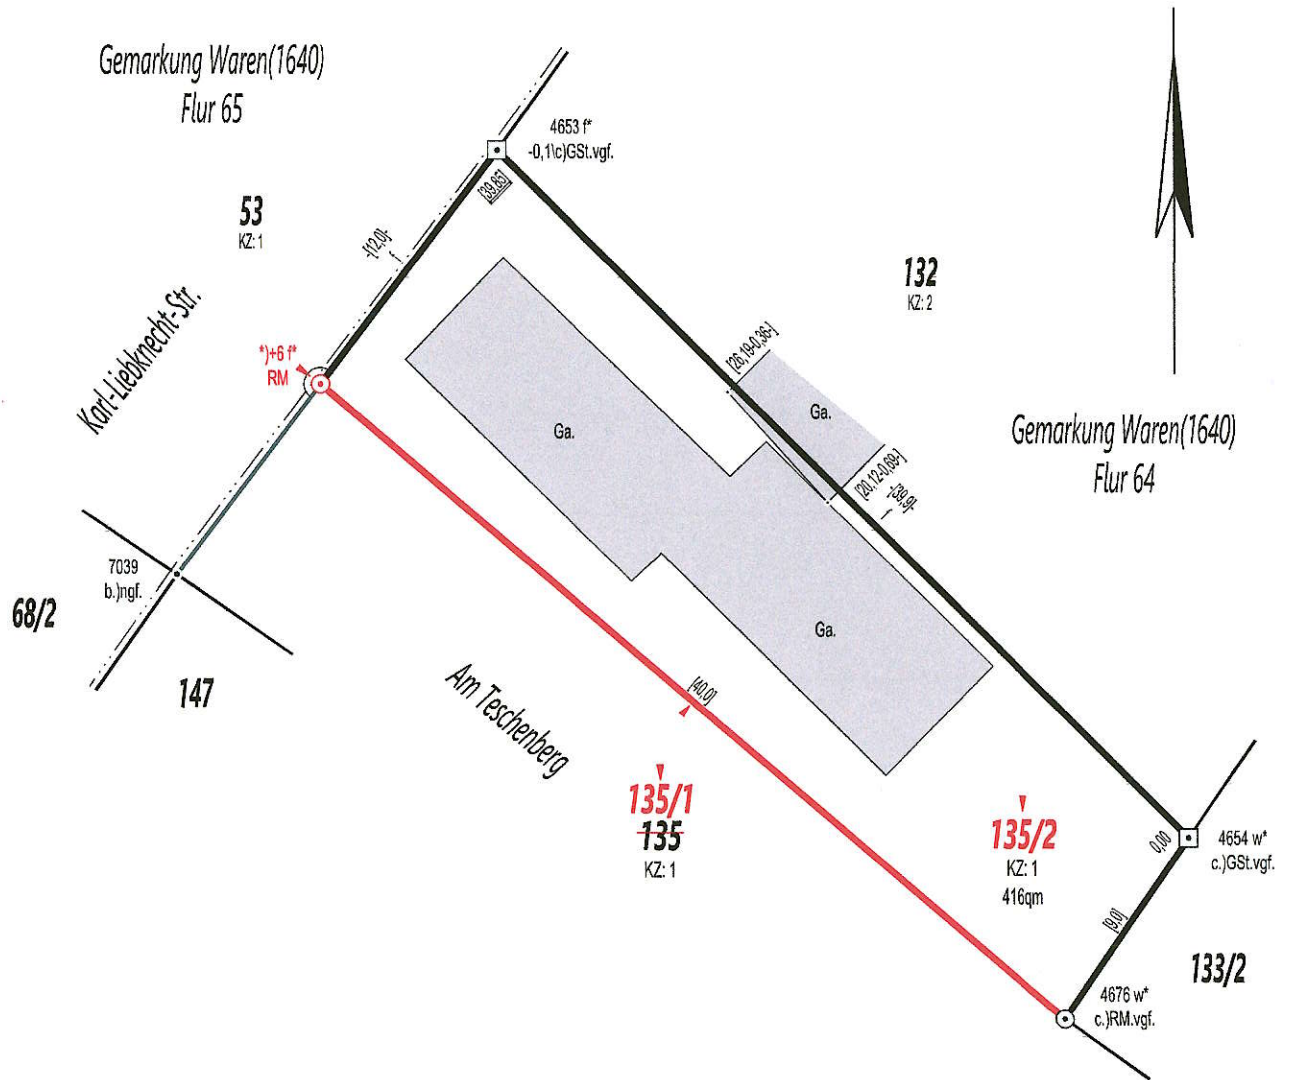 Gemarkung Waren(1640)
Flur 65
4653 f*
-0,1\c)GSt.vgf.
[39,85]
53
KZ: 1
-[12,0]-
f
132
KZ: 2
Karl-Liebknecht-Str.
*)+6 f*
RM
[26,19-0,36-]
Ga.
Ga.
Gemarkung Waren(1640)
Flur 64
[20,12-0,69-]
-[39,9]-
f
7039
b.)ngf.
68/2
147
Ga.
Am Teschenberg
[40,0]
135/1
135
KZ: 1
135/2
KZ: 1
416qm
0,00
4654 w*
c.)GSt.vgf.
[9,0]
133/2
4676 w*
c.)RM.vgf.